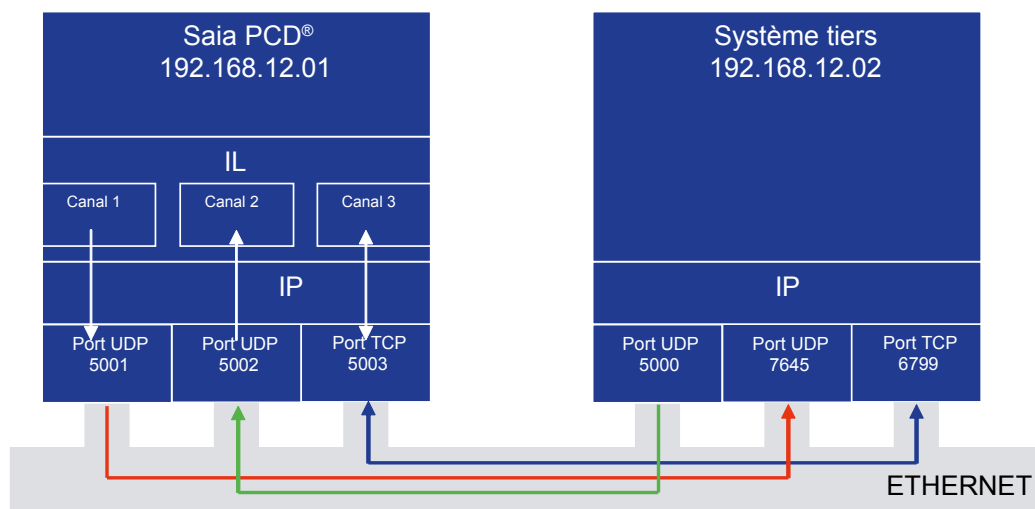 Saia PCD®
192.168.12.01
IL
Canal 1
Canal 2
Canal 3
IP
Port UDP
5001
Port UDP
5002
Port TCP
5003
Système tiers
192.168.12.02
IP
Port UDP
5000
Port UDP
7645
Port TCP
6799
ETHERNET